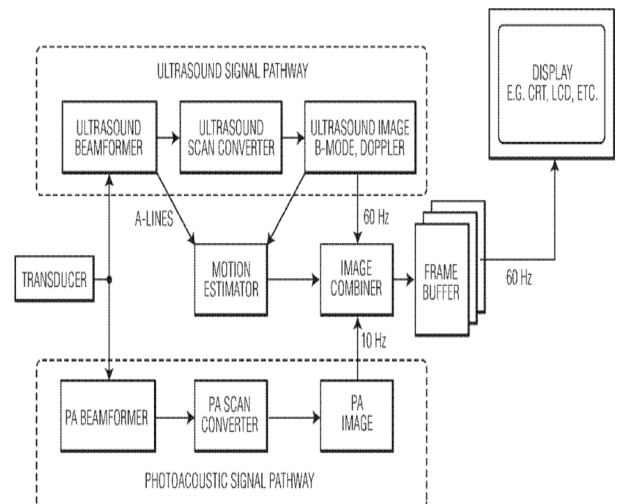 DISPLAY
E.G. CRT, LCD, ETC.
ULTRASOUND SIGNAL PATHWAY
ULTRASOUND
BEAMFORMER
ULTRASOUND
SCAN CONVERTER
ULTRASOUND IMAGE
B-MODE, DOPPLER
A-LINES
60 Hz
TRANSDUCER
MOTION
ESTIMATOR
IMAGE
COMBINER
FRAME
BUFFER
60 Hz
10 Hz
PA BEAMFORMER
PA SCAN
CONVERTER
PA
IMAGE
PHOTOACOUSTIC SIGNAL PATHWAY